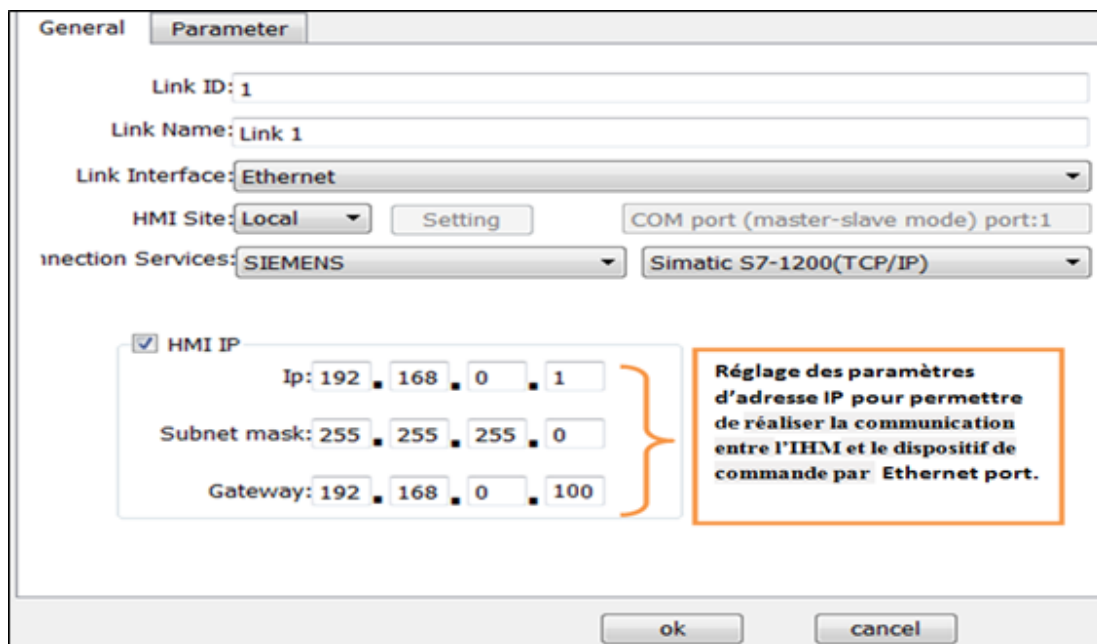 General Parameter
Link ID: 1
Link Name: Link 1
Link Interface: Ethernet
HMI Site: Local Setting COM port (master-slave mode) port:1
nnection Services: SIEMENS Simatic S7-1200(TCP/IP)
HMI IP
Ip: 192 . 168 . 0 . 1
Subnet mask: 255 . 255 . 255 . 0
Gateway: 192 . 168 . 0 . 100
Réglage des paramètres
d’adresse IP pour permettre
de réaliser la communication
entre l’IHM et le dispositif de
commande par Ethernet port.
ok cancel